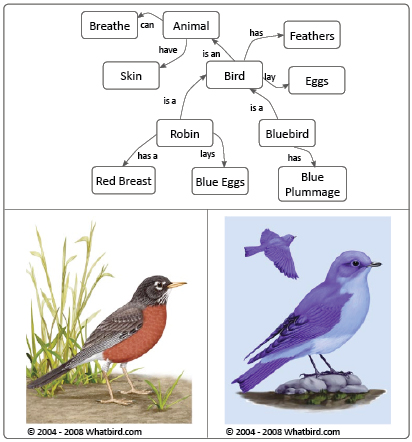 Breathe
can
Animal
has
Feathers
have
is an
Skin
Bird
lay
Eggs
is a
is a
Robin
Bluebird
has a
lays
has
Red Breast
Blue Eggs
Blue
Plummage
© 2004 - 2008 Whatbird.com
© 2004 - 2008 Whatbird.com